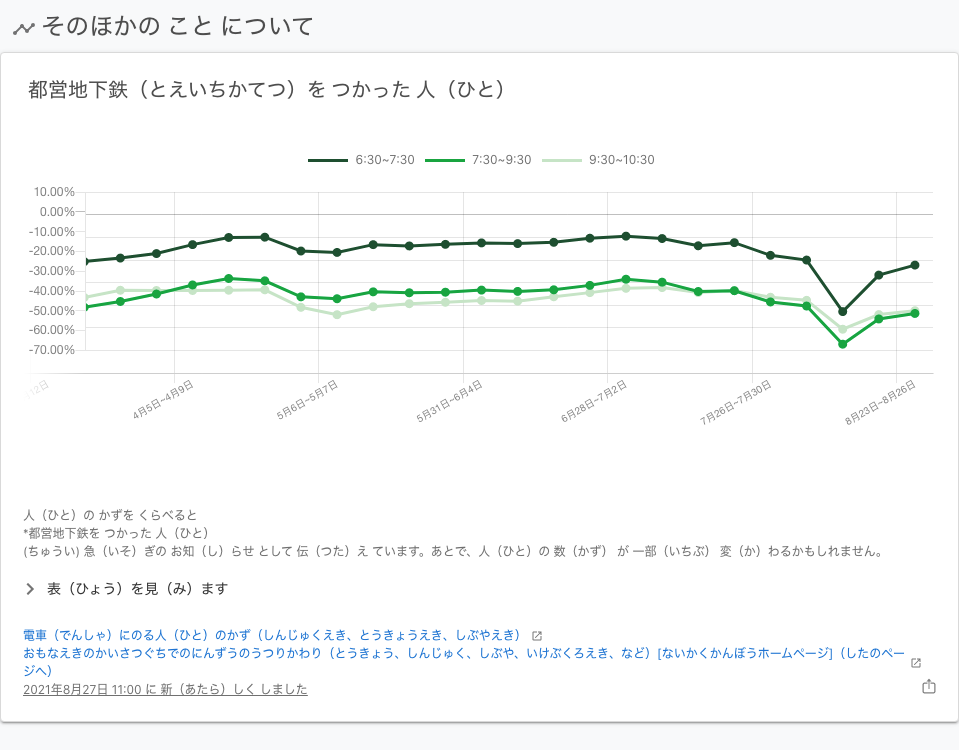 そのほかの こと について
都営地下鉄（とえいちかてつ）を つかった 人（ひと）
6:30~7:30 7:30~9:30 9:30~10:30
10.00%
0.00%
-10.00%
-20.00%
-30.00%
-40.00%
-50.00%
-60.00%
-70.00%
12日 4月5日~4月9日 5月6日~5月7日 5月31日~6月4日 6月28日~7月2日 7月26日~7月30日 8月23日~8月26日
人（ひと）の かずを くらべると
*都営地下鉄を つかった 人（ひと）
(ちゅうい) 急（いそ）ぎの お知（し）らせ として 伝（つた）え ています。あとで、人（ひと）の 数（かず） が 一部（いちぶ） 変（か）わるかもしれません。
表（ひょう）を見（み）ます
電車（でんしゃ）にのる人（ひと）のかず（しんじゅくえき、とうきょうえき、しぶやえき）
おもなえきのかいさつぐちでのにんずうのうつりかわり（とうきょう、しんじゅく、しぶや、いけぶくろえき、など）[ないかくかんぼうホームページ]（したのペー
ジへ）
2021年8月27日 11:00 に 新（あたら）しく しました